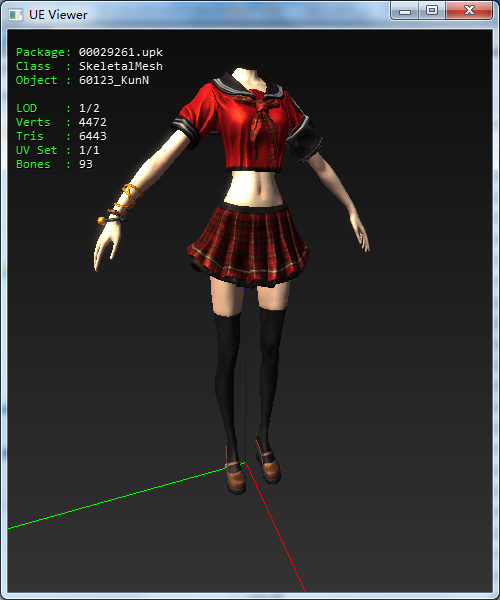 UE Viewer
Package: 00029261.upk
Class  : SkeletalMesh
Object : 60123_KunN
LOD    : 1/2
Verts  : 4472
Tris   : 6443
UV Set : 1/1
Bones  : 93